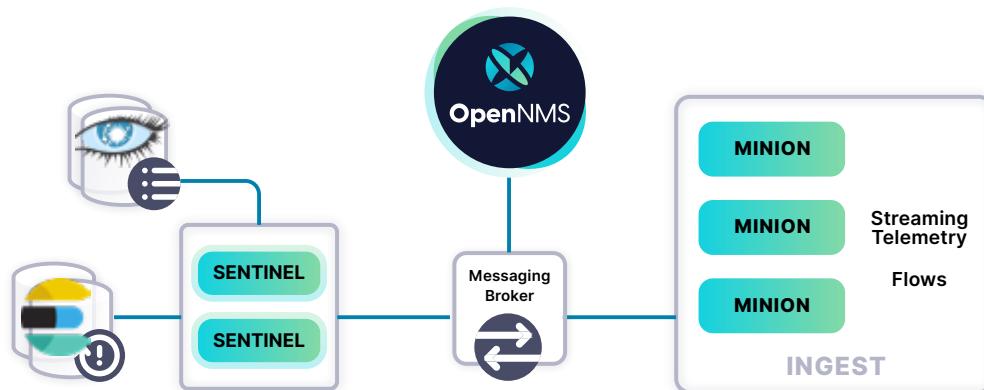 OpenNMS
MINION
SENTINEL
Messaging
Broker
MINION
Streaming
Telemetry
SENTINEL
MINION
Flows
INGEST